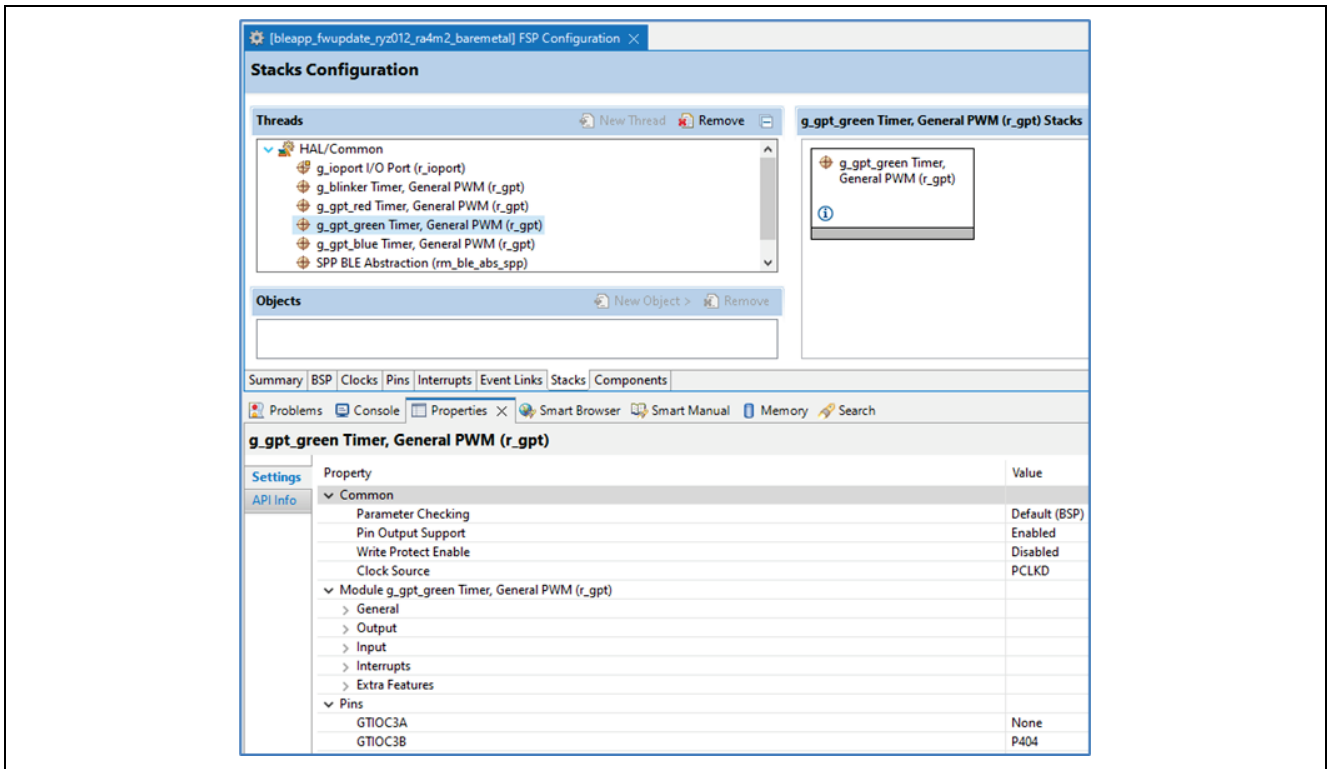 [bleapp_fwupdate_ryz012_ra4m2_baremetal] FSP Configuration
Stacks Configuration
Threads
New Thread
Remove
HAL/Common
g_ioport I/O Port (r_ioport)
g_blinker Timer, General PWM (r_gpt)
g_gpt_red Timer, General PWM (r_gpt)
g_gpt_green Timer, General PWM (r_gpt)
g_gpt_blue Timer, General PWM (r_gpt)
SPP BLE Abstraction (rm_ble_abs_spp)
g_gpt_green Timer, General PWM (r_gpt) Stacks
g_gpt_green Timer,
General PWM (r_gpt)
Objects
New Object >
Remove
Summary BSP Clocks Pins Interrupts Event Links Stacks Components
Problems Console Properties Smart Browser Smart Manual Memory Search
g_gpt_green Timer, General PWM (r_gpt)
Settings
API Info
Property Value
Common
Parameter Checking Default (BSP)
Pin Output Support Enabled
Write Protect Enable Disabled
Clock Source PCLKD
Module g_gpt_green Timer, General PWM (r_gpt)
General
Output
Input
Interrupts
Extra Features
Pins
GTIOC3A None
GTIOC3B P404